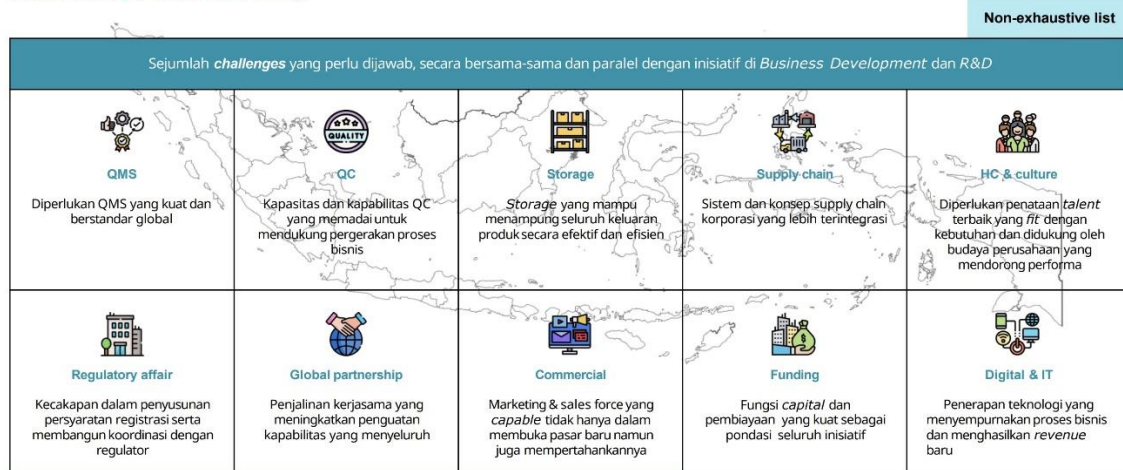 Non-exhaustive list
Sejumlah challenges yang perlu dijawab, secara bersama-sama dan paralel dengan inisiatif di Business Development dan R&D
QUALITY
QMS
Diperlukan QMS yang kuat dan
berstandar global
QC
Kapasitas dan kapabilitas QC
yang memadai untuk
mendukung pergerakan proses
bisnis
Storage
Storage yang mampu
menampung seluruh keluaran
produk secara efektif dan efisien
Supply chain
Sistem dan konsep supply chain
korporasi yang lebih terintegrasi
HC & culture
Diperlukan penataan talent
terbaik yang fit dengan
kebutuhan dan didukung oleh
budaya perusahaan yang
mendorong performa
Regulatory affair
Kecakapan dalam penyusunan
persyaratan registrasi serta
membangun koordinasi dengan
regulator
Global partnership
Penjalinan kerjasama yang
meningkatkan penguatan
kapabilitas yang menyeluruh
Commercial
Marketing & sales force yang
capable tidak hanya dalam
membuka pasar baru namun
juga mempertahankannya
Funding
Fungsi capital dan
pembiayaan yang kuat sebagai
pondasi seluruh inisiatif
Digital & IT
Penerapan teknologi yang
menyempurnakan proses bisnis
dan menghasilkan revenue
baru